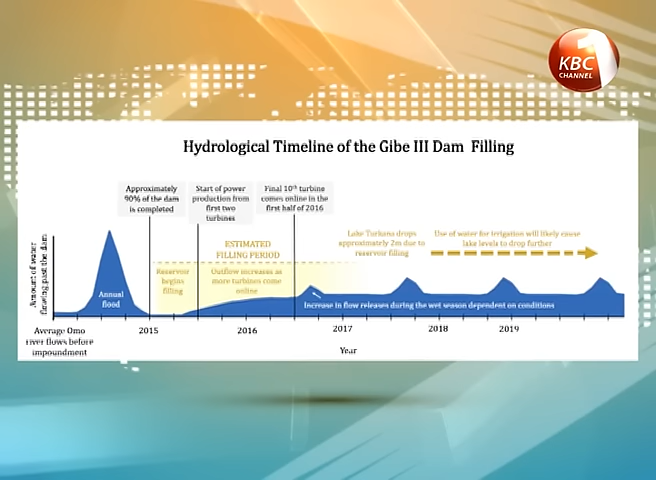 1
KBC
CHANNEL
Hydrological Timeline of the Gibe III Dam Filling
Approximately
90% of the dam
is completed
Start of power
production from
first two
turbines
Final 10th turbine
comes online in the
first half of 2016
ESTIMATED
FILLING PERIOD
Lake Turkana drops
approximately 2m due to
reservoir filling
Use of water for irrigation will likely cause
lake levels to drop further
Amount of water
flowing past the dam
Annual
flood
Reservoir
begins
filling
Outflow increases as
more turbines come
online
Increase in flow releases during the wet season dependent on conditions
Average Omo
river flows before
impoundment
2015
2016
2017
2018
2019
Year